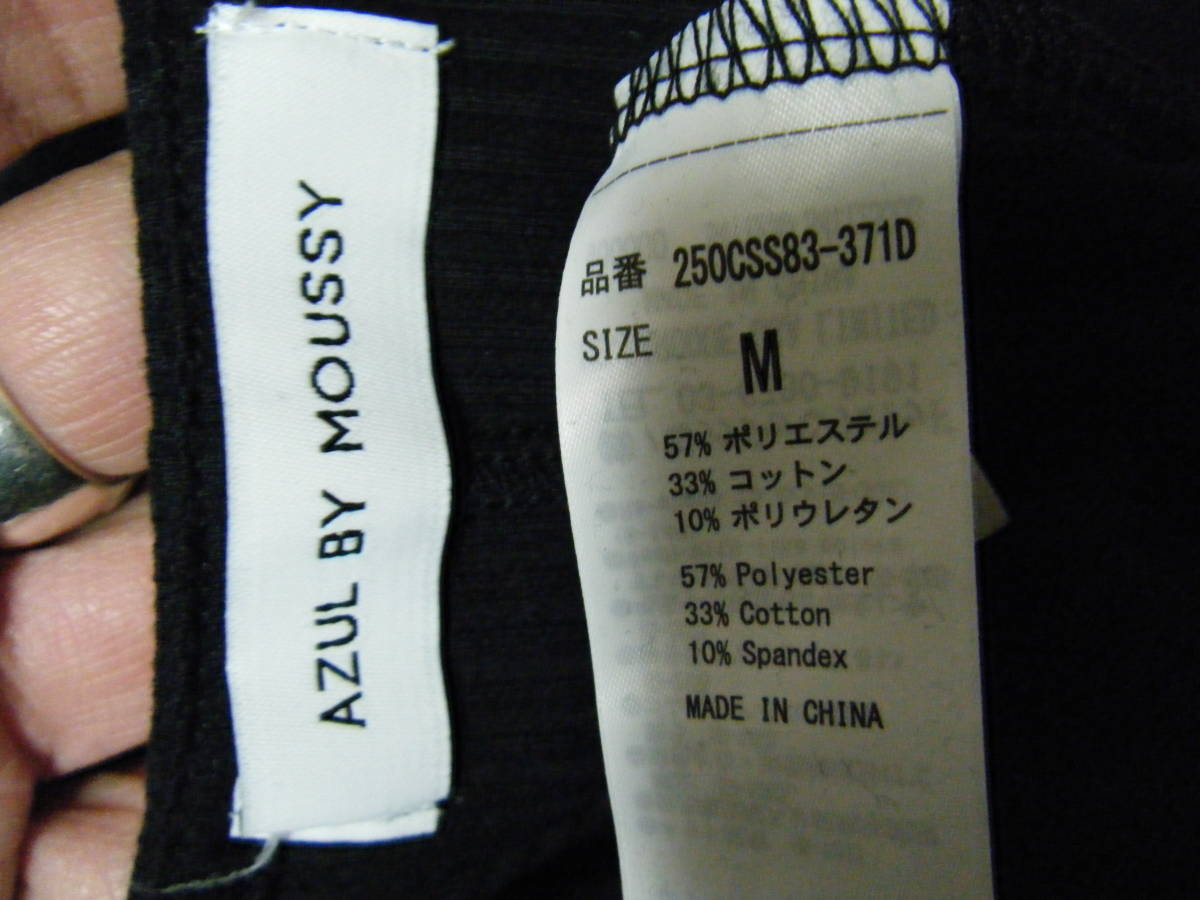 AZUL BY MOUSSY
品番 250CSS83-371D
SIZE M
57% ポリエステル
33% コットン
10% ポリウレタン
57% Polyester
33% Cotton
10% Spandex
MADE IN CHINA